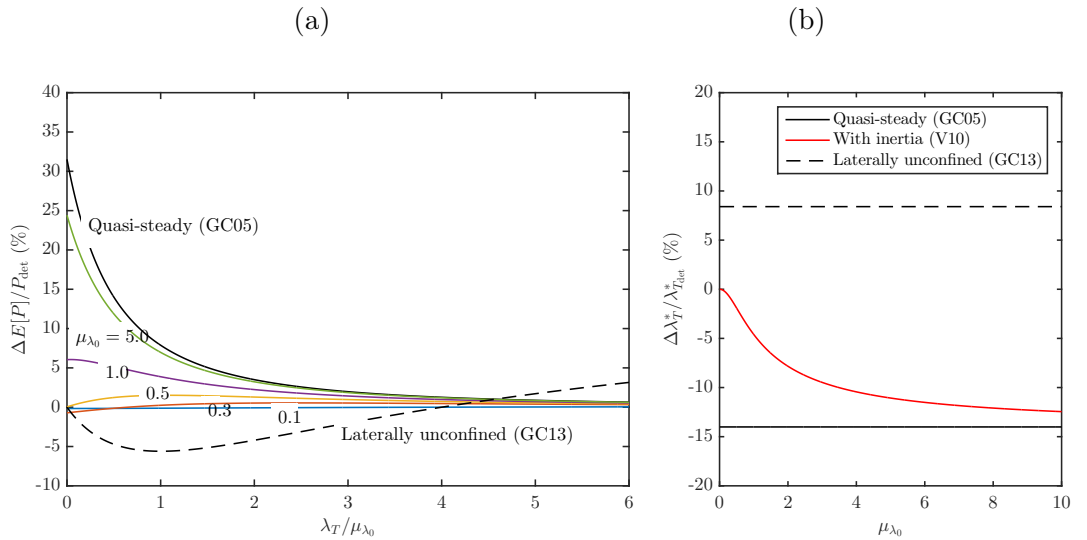 (a)
(b)
40
35
30
25
20
15
10
5
0
-5
-10
ΔE[P]/P_det (%)
Quasi-steady (GC05)
μ_λ0 = 5.0
1.0
0.5
0.3
0.1
Laterally unconfined (GC13)
0 1 2 3 4 5 6
λ_T/μ_λ0
20
15
10
5
0
-5
-10
-15
-20
Δλ*_T/λ*_Tdet (%)
Quasi-steady (GC05)
With inertia (V10)
Laterally unconfined (GC13)
0 2 4 6 8 10
μ_λ0